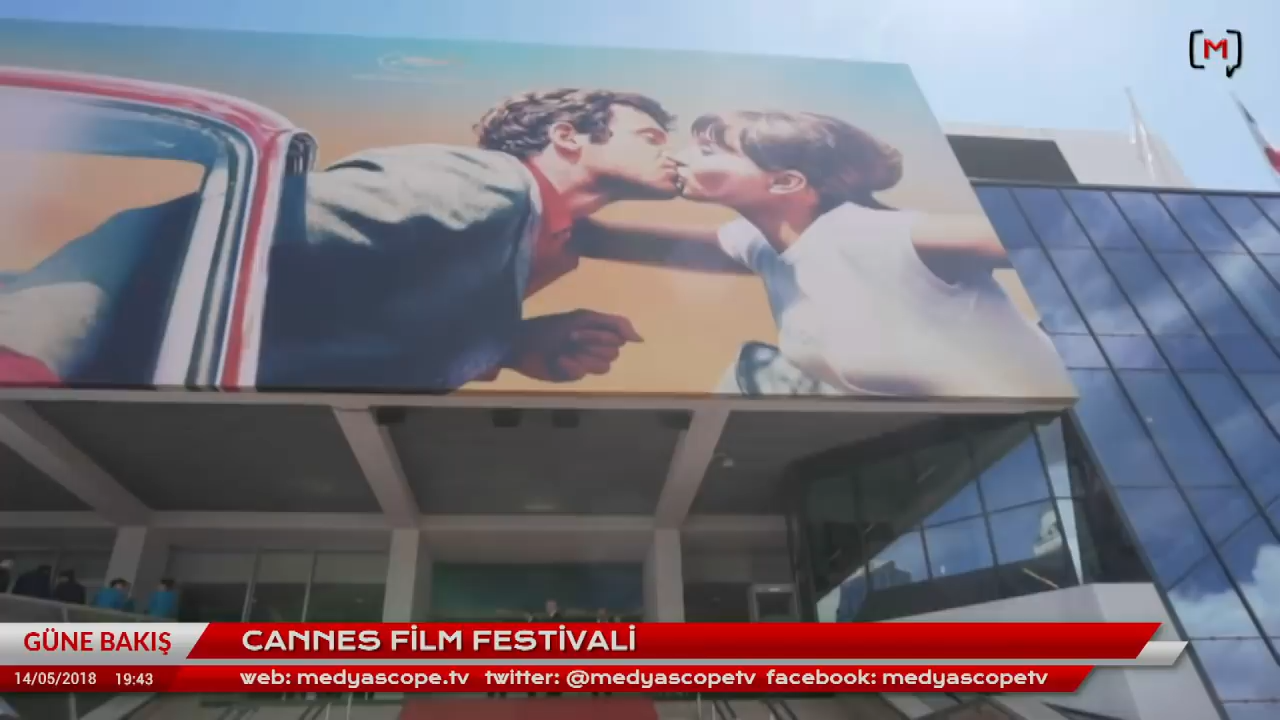 [M]
GÜNE BAKIŞ
CANNES FİLM FESTİVALİ
14/05/2018 19:43
web: medyascope.tv twitter: @medyascopetv facebook: medyascopetv